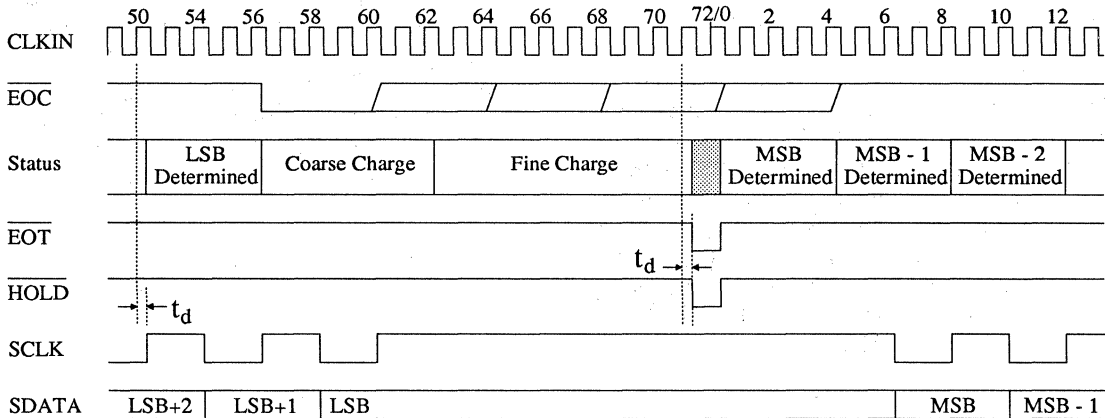 50 54 56 60 62 64 66 70 72/0 2 4 6 8 10 12
CLKIN
EOC
Status
LSB Determined
Coarse Charge
Fine Charge
MSB Determined
MSB - 1 Determined
MSB - 2 Determined
EOT
td
HOLD
td
SCLK
SDATA LSB+2 LSB+1 LSB MSB MSB - 1